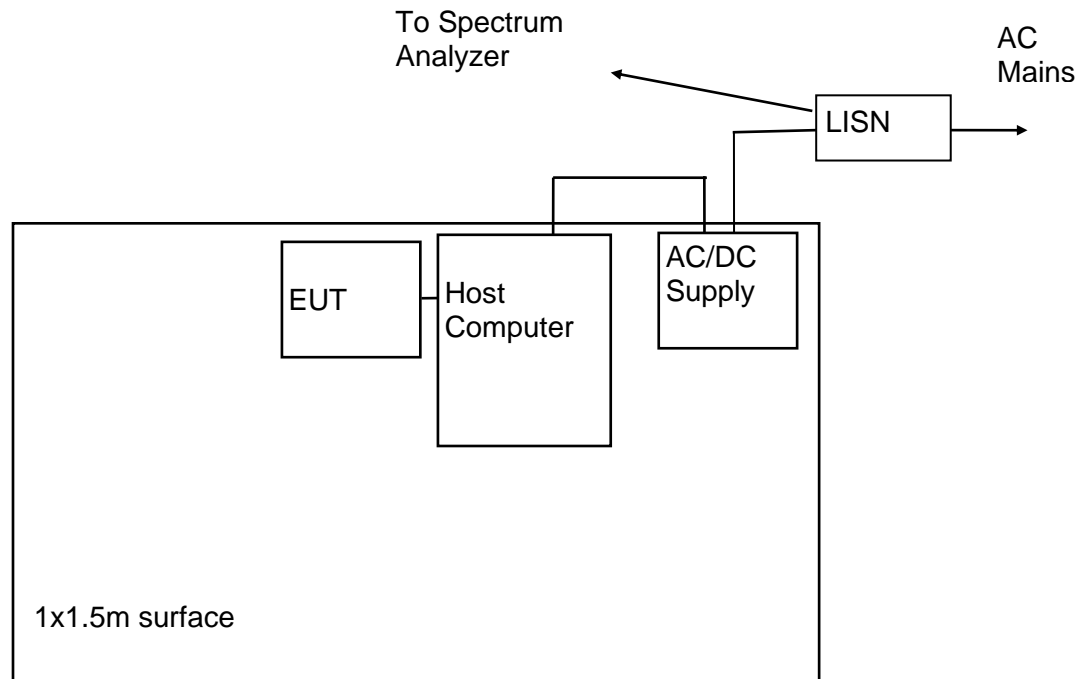 To Spectrum
Analyzer
AC
Mains
LISN
EUT
Host
Computer
AC/DC
Supply
1x1.5m surface